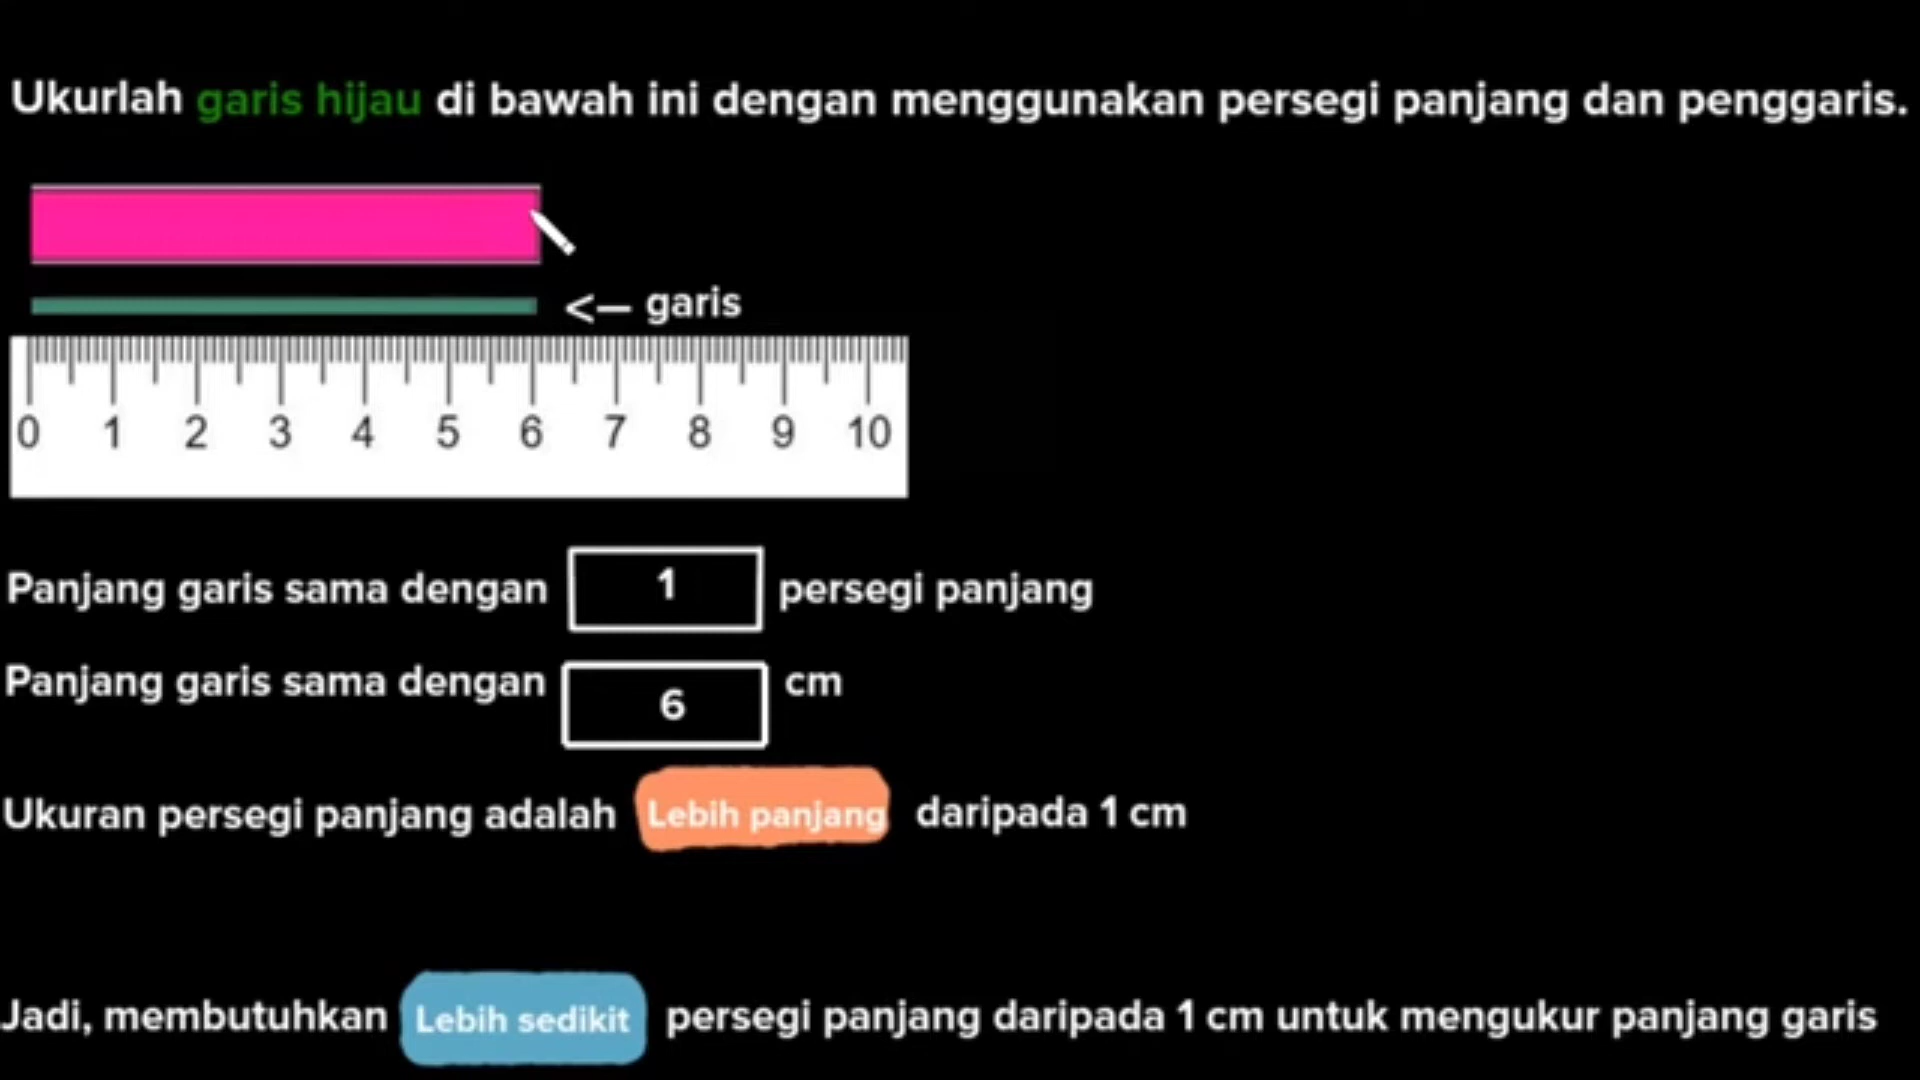 Ukurlah garis hijau di bawah ini dengan menggunakan persegi panjang dan penggaris.
<— garis
0 1 2 3 4 5 6 7 8 9 10
Panjang garis sama dengan 1 persegi panjang
Panjang garis sama dengan 6 cm
Ukuran persegi panjang adalah Lebih panjang daripada 1 cm
Jadi, membutuhkan Lebih sedikit persegi panjang daripada 1 cm untuk mengukur panjang garis